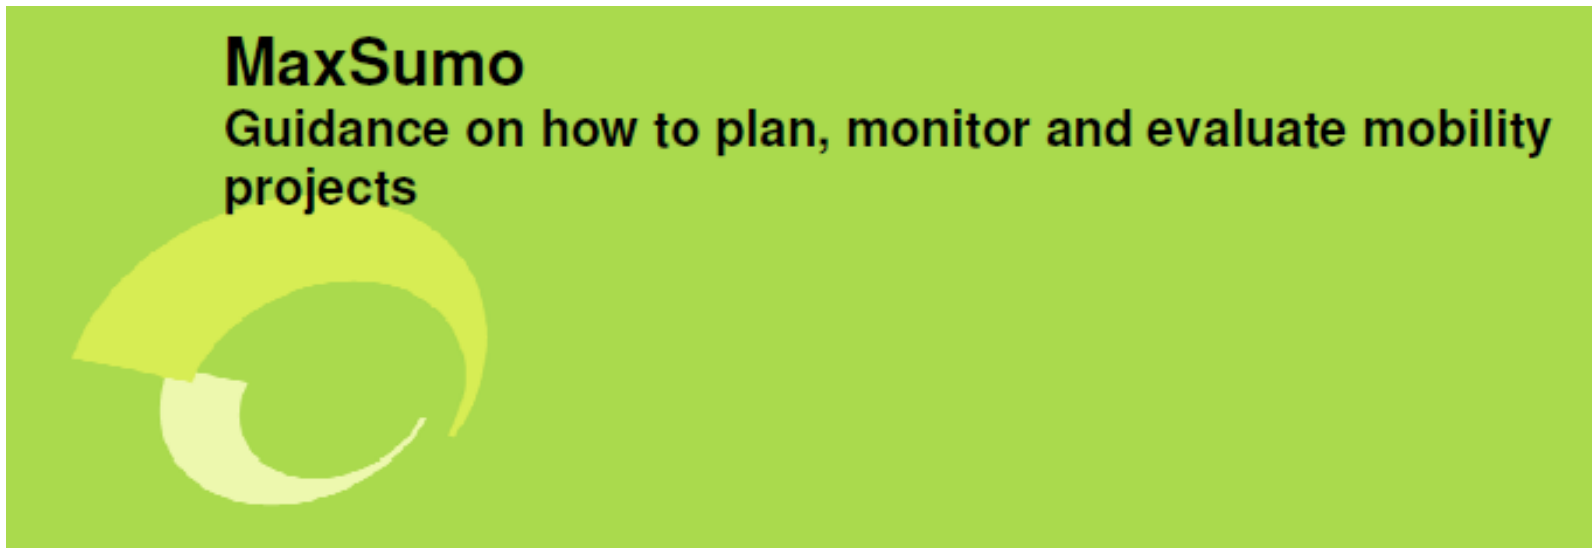 MaxSumo
Guidance on how to plan, monitor and evaluate mobility
projects